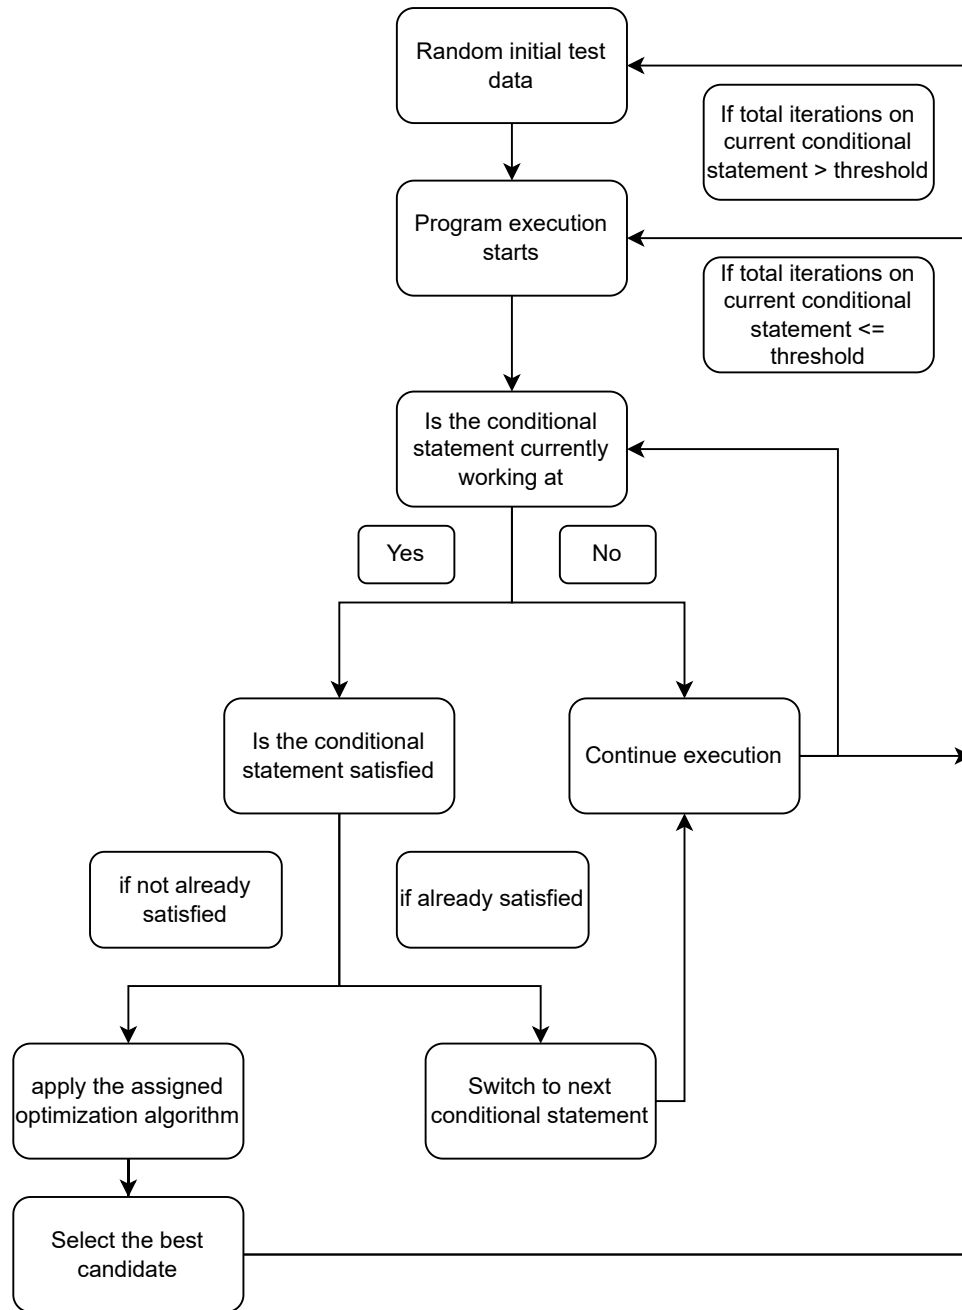 Random initial test
data
If total iterations on
current conditional
statement > threshold
Program execution
starts
If total iterations on
current conditional
statement <=
threshold
Is the conditional
statement currently
working at
Yes
No
Is the conditional
statement satisfied
Continue execution
if not already
satisfied
if already satisfied
apply the assigned
optimization algorithm
Switch to next
conditional statement
Select the best
candidate